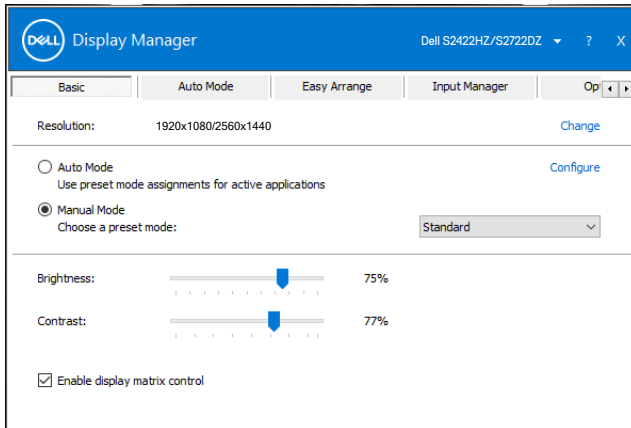 DELL Display Manager Dell S2422HZ/S2722DZ ? X
Basic Auto Mode Easy Arrange Input Manager Op
Resolution: 1920x1080/2560x1440 Change
Auto Mode Configure
Use preset mode assignments for active applications
Manual Mode
Choose a preset mode: Standard
Brightness: 75%
Contrast: 77%
Enable display matrix control